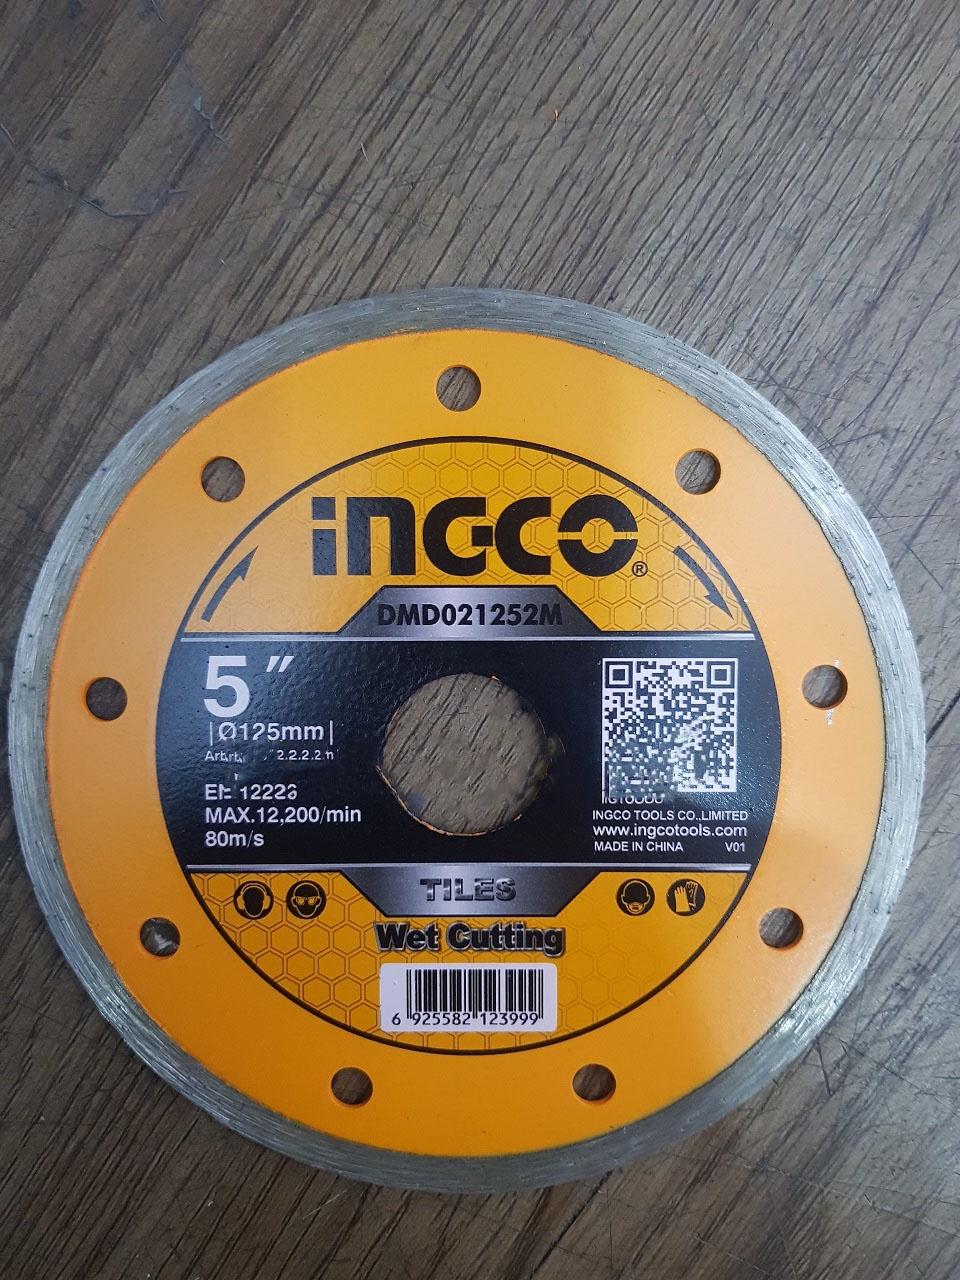 INGCO®
DMD021252M
5"
|Ø125mm|
MAX.12,200/min
80m/s
INGCO TOOLS CO.,LIMITED
www.ingcotools.com
MADE IN CHINA V01
TILES
Wet Cutting
6 925582 123999